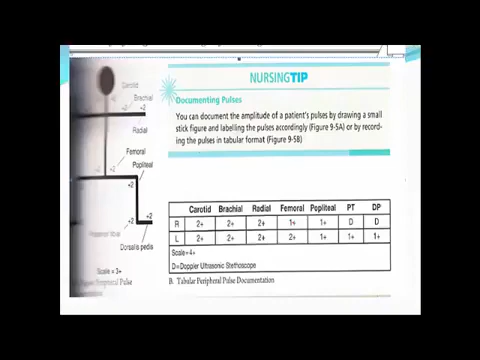 Carotid
Brachial
+2
+2
Radial
Femoral
Popliteal
+2
+2
+2
+2
Dorsalis pedis
Scale = 3+
Peripheral Pulse
NURSINGTIP
Documenting Pulses
You can document the amplitude of a patient's pulses by drawing a small
stick figure and labelling the pulses accordingly (Figure 9-5A) or by record-
ing the pulses in tabular format (Figure 9-5B)
Carotid Brachial Radial Femoral Popliteal PT DP
R 2+ 2+ 2+ 1+ 1+ D D
L 2+ 2+ 2+ 2+ 1+ 1+ 1+
Scale=4+
D=Doppler Ultrasonic Stethoscope
B. Tabular Peripheral Pulse Documentation